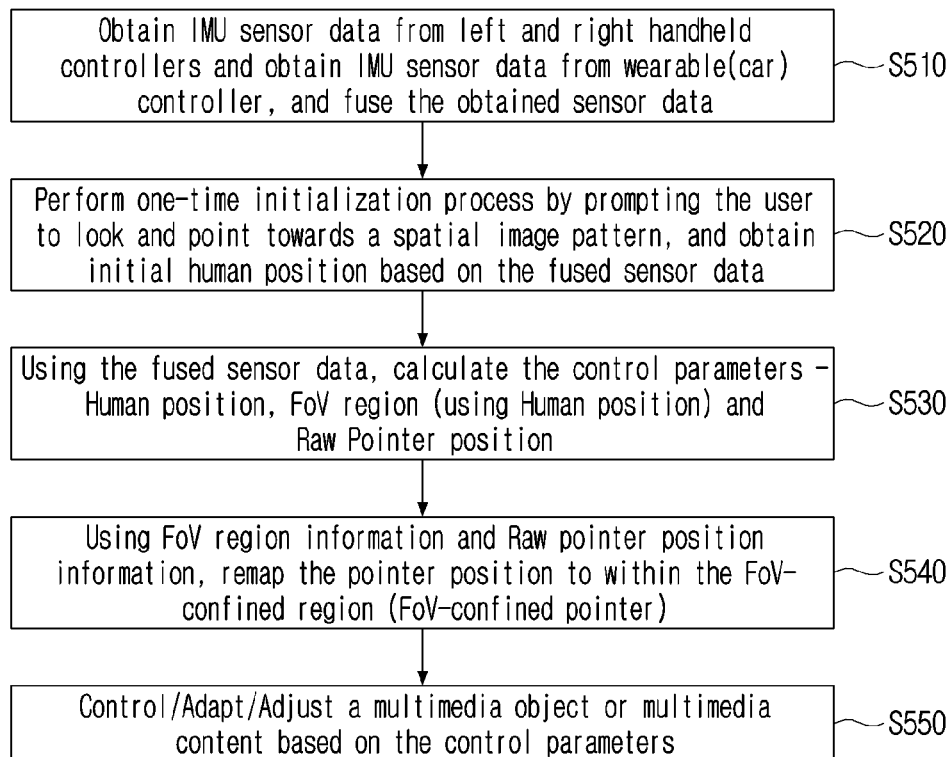 Obtain IMU sensor data from left and right handheld
controllers and obtain IMU sensor data from wearable(car)
controller, and fuse the obtained sensor data
S510
Perform one-time initialization process by prompting the user
to look and point towards a spatial image pattern, and obtain
initial human position based on the fused sensor data
S520
Using the fused sensor data, calculate the control parameters -
Human position, FoV region (using Human position) and
Raw Pointer position
S530
Using FoV region information and Raw pointer position
information, remap the pointer position to within the FoV-
confined region (FoV-confined pointer)
S540
Control/Adapt/Adjust a multimedia object or multimedia
content based on the control parameters
S550